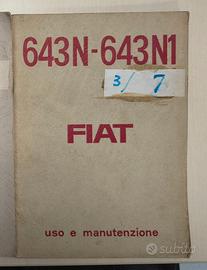 643N-643N1
3/7
FIAT
uso e manutenzione
subito